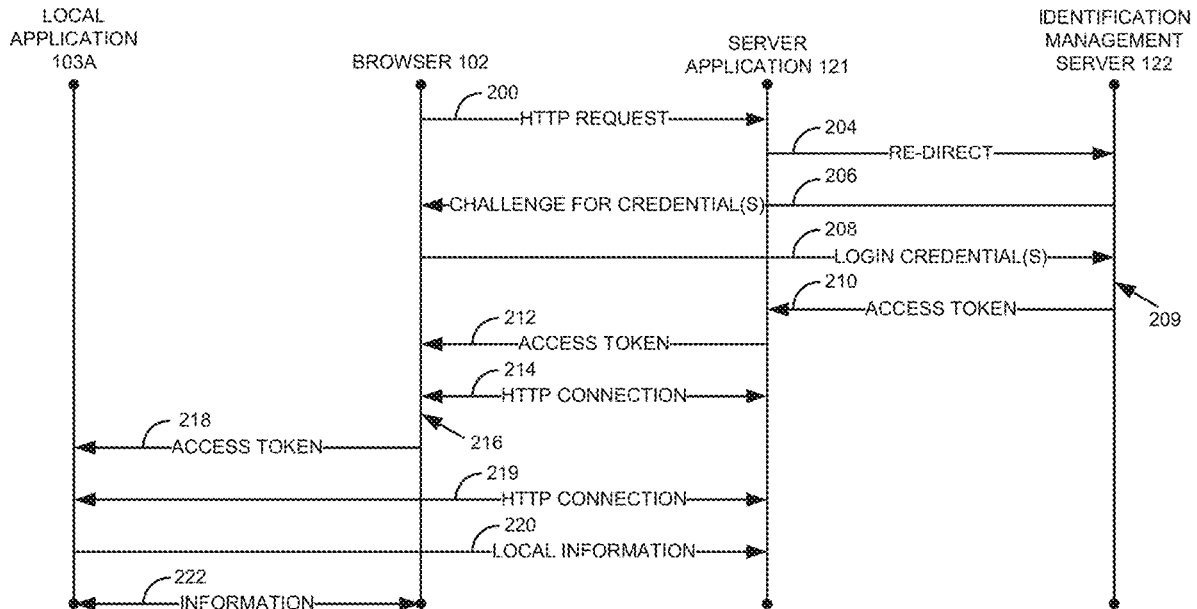 LOCAL
APPLICATION
103A
BROWSER 102
SERVER
APPLICATION 121
IDENTIFICATION
MANAGEMENT
SERVER 122
200
HTTP REQUEST
204
RE-DIRECT
206
CHALLENGE FOR CREDENTIAL(S)
208
LOGIN CREDENTIAL(S)
210
ACCESS TOKEN
209
212
ACCESS TOKEN
214
HTTP CONNECTION
216
218
ACCESS TOKEN
219
HTTP CONNECTION
220
LOCAL INFORMATION
222
INFORMATION